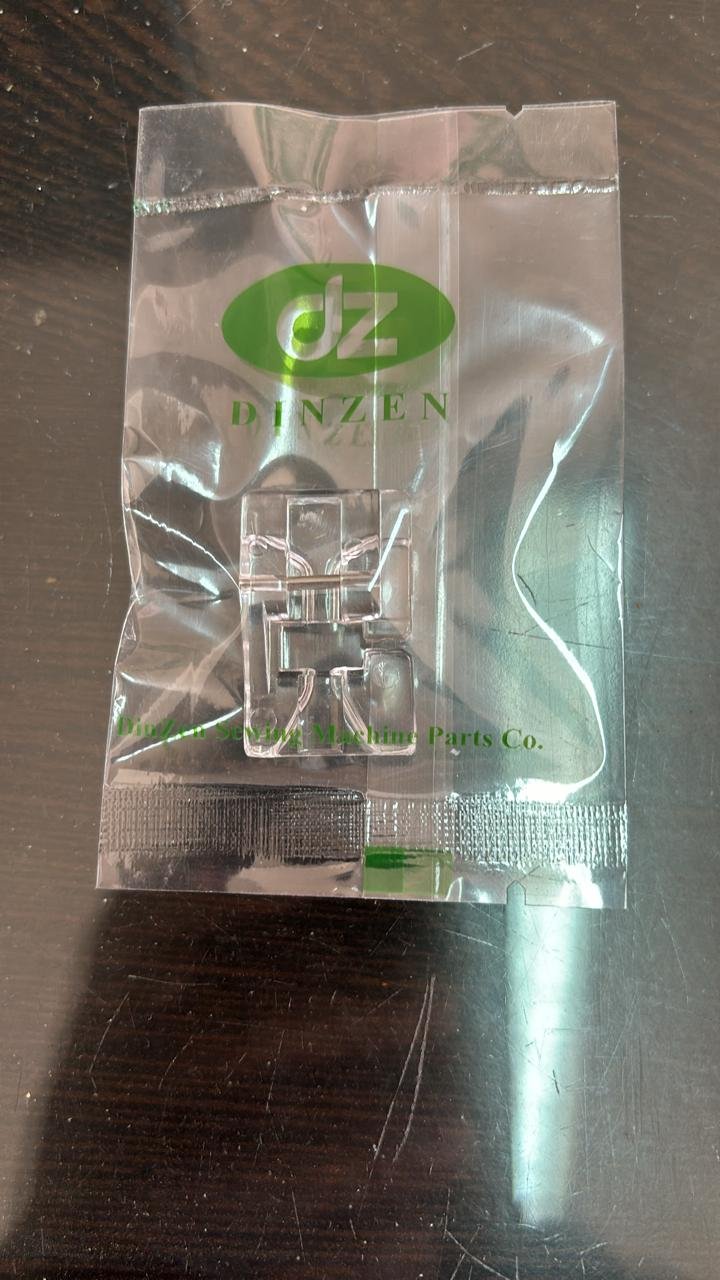 dz
DINZEN
DinZen Sewing Machine Parts Co.